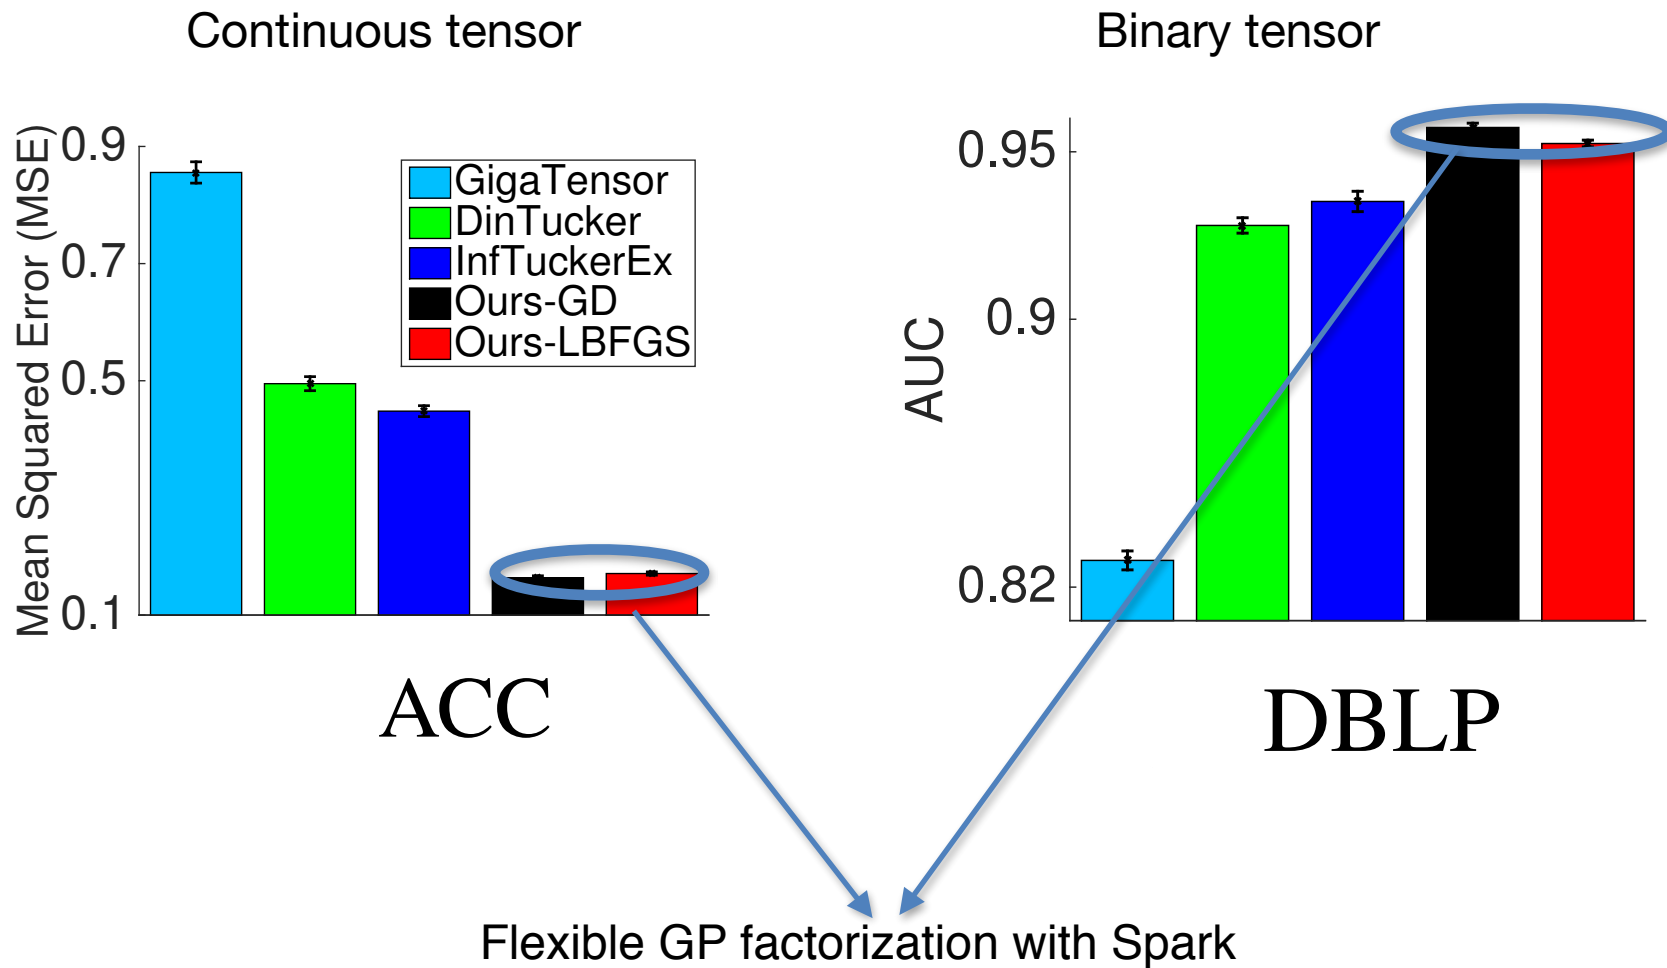 Continuous tensor
Mean Squared Error (MSE)
0.9
0.7
0.5
0.1
GigaTensor
DinTucker
InfTuckerEx
Ours-GD
Ours-LBFGS
ACC
Binary tensor
AUC
0.95
0.9
0.82
DBLP
Flexible GP factorization with Spark